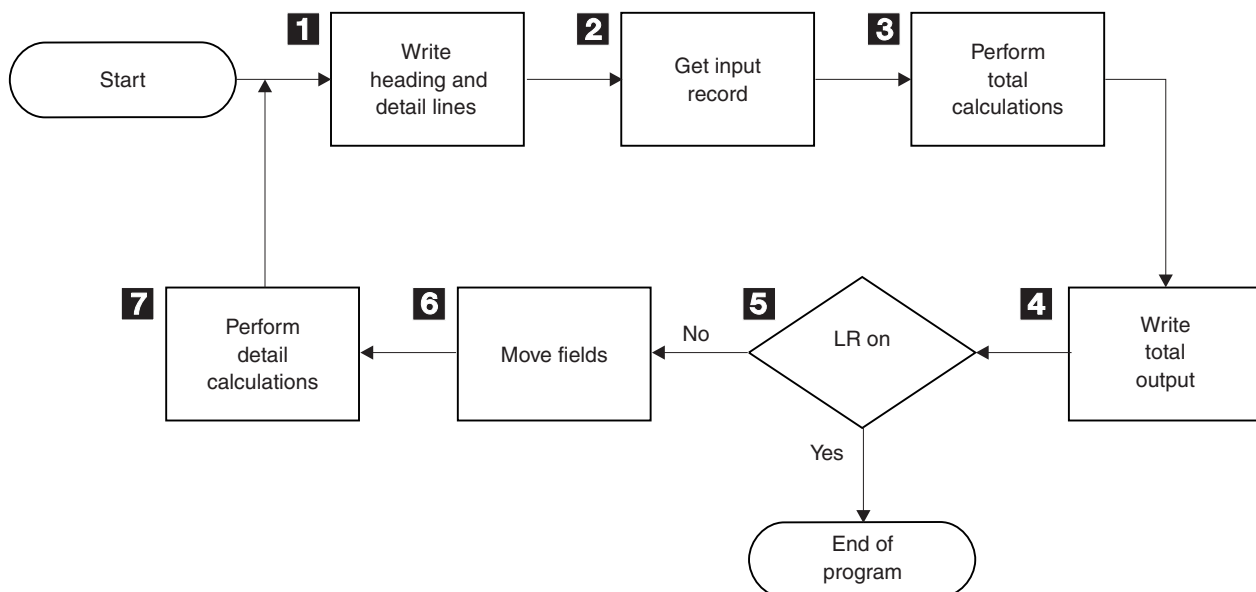 Start
1
Write
heading and
detail lines
2
Get input
record
3
Perform
total
calculations
4
Write
total
output
5
LR on
No
Yes
6
Move fields
7
Perform
detail
calculations
End of
program